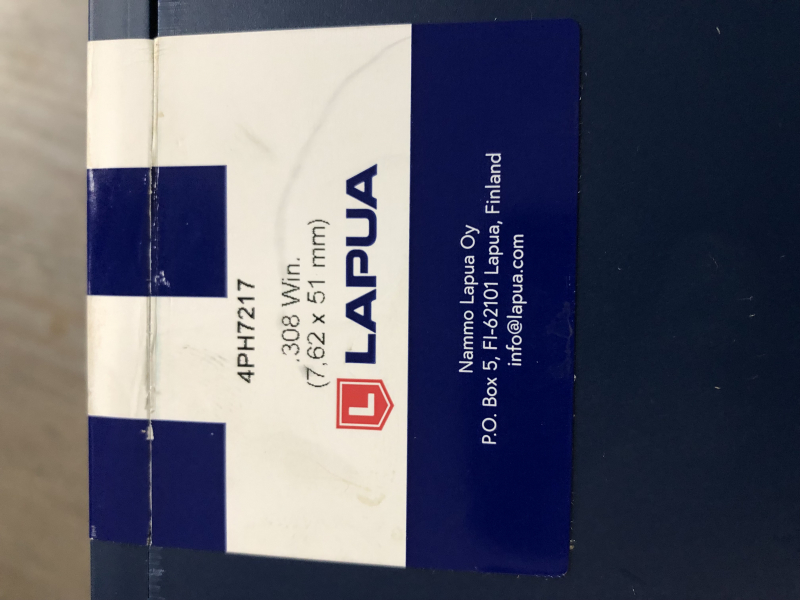 4PH7217
.308 Win.
(7,62 x 51 mm)
L LAPUA
Nammo Lapua Oy
P.O. Box 5, FI-62101 Lapua, Finland
info@lapua.com